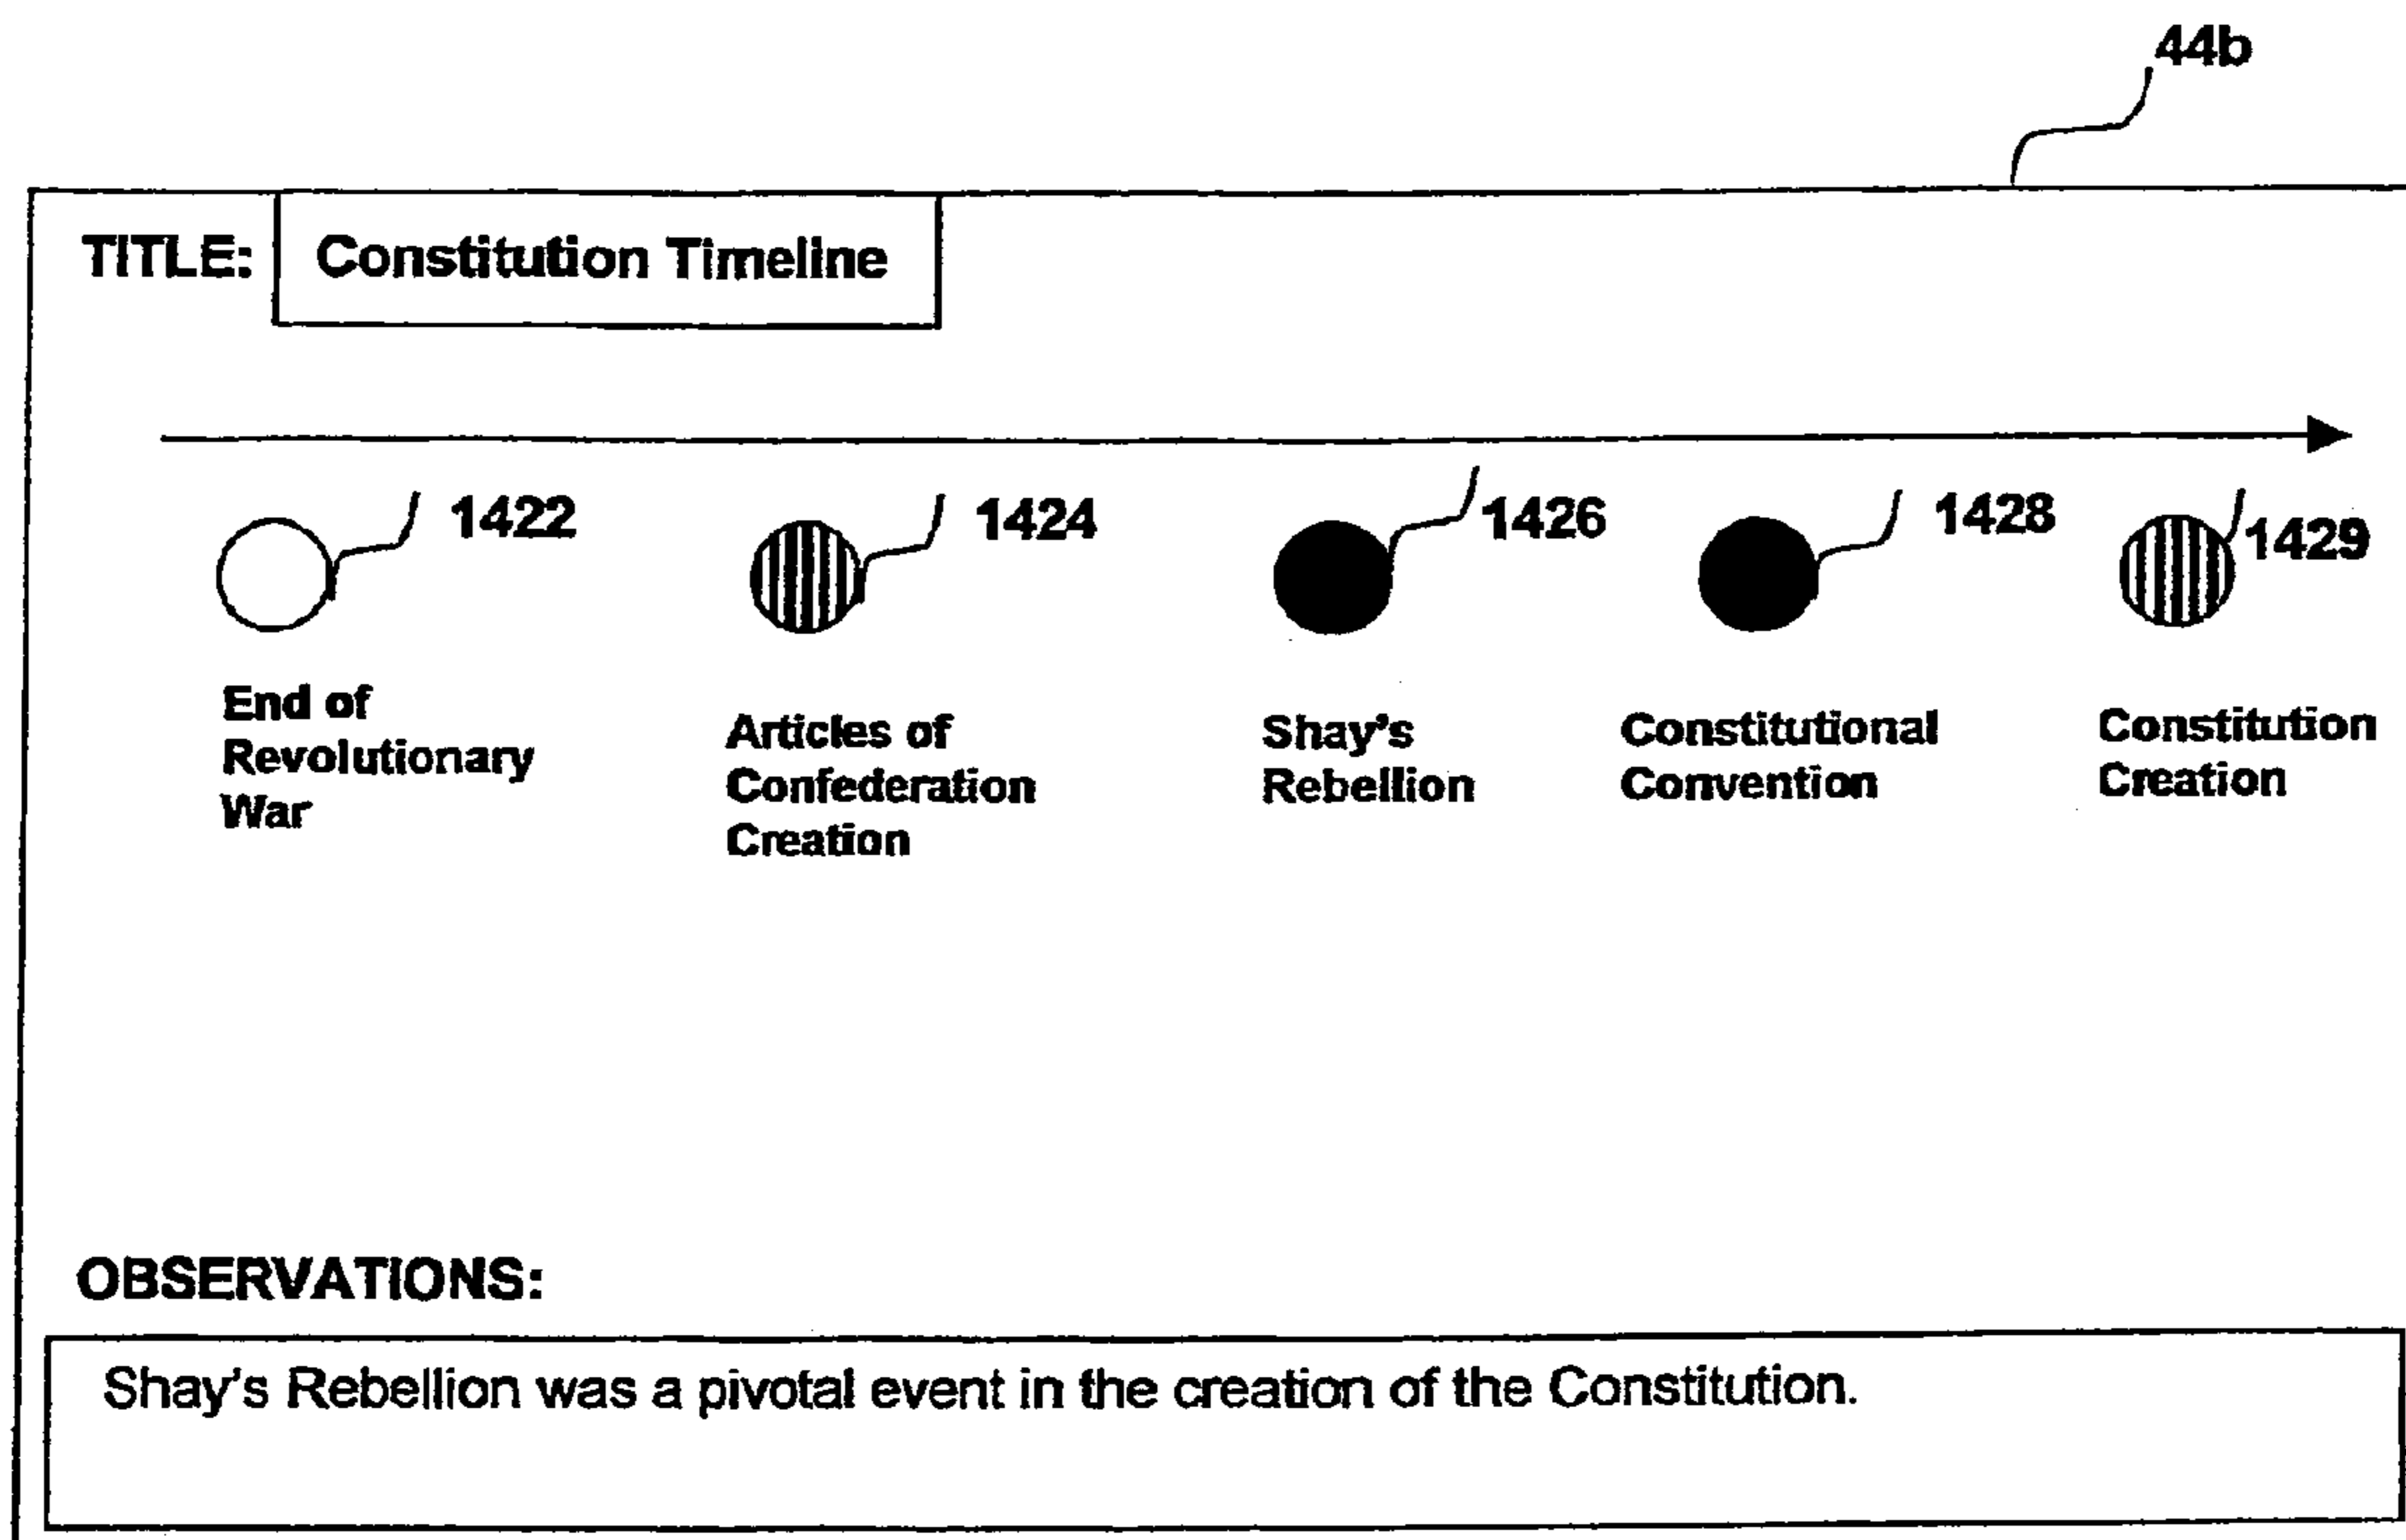 44b
TITLE: Constitution Timeline
1422 1424 1426 1428 1429
End of
Revolutionary
War
Articles of
Confederation
Creation
Shay's
Rebellion
Constitutional
Convention
Constitution
Creation
OBSERVATIONS:
Shay's Rebellion was a pivotal event in the creation of the Constitution.